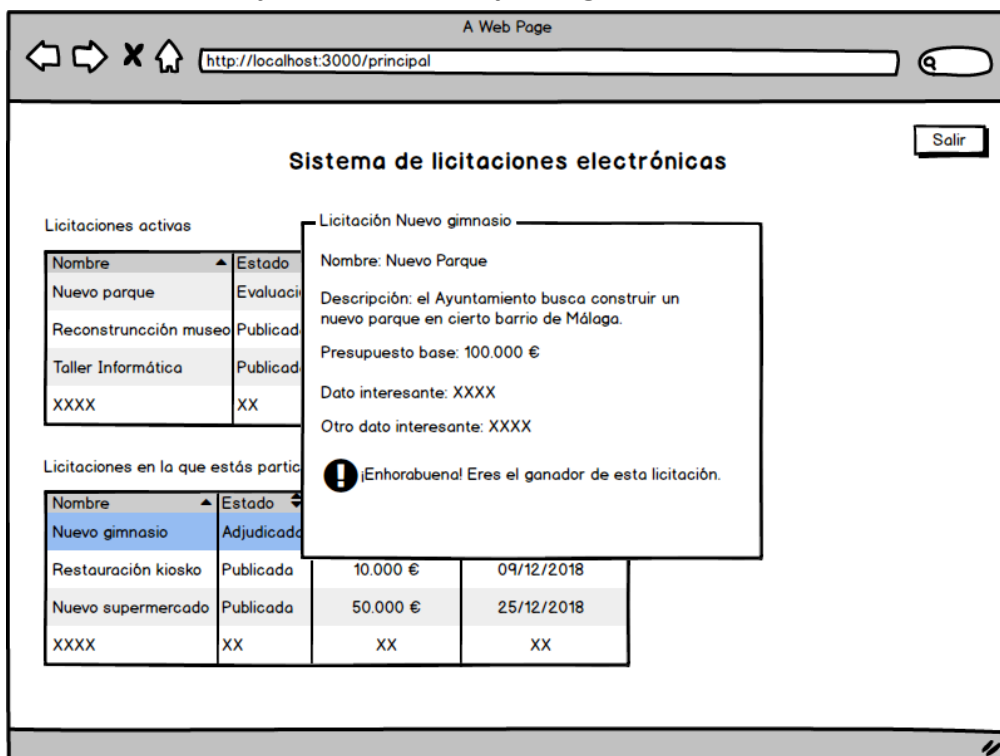 A Web Page
http://localhost:3000/principal
Salir
Sistema de licitaciones electrónicas
Licitaciones activas
Nombre Estado
Nuevo parque Evaluaci
Reconstruncción museo Publicad
Taller Informática Publicad
XXXX XX
Licitación Nuevo gimnasio
Nombre: Nuevo Parque
Descripción: el Ayuntamiento busca construir un
nuevo parque en cierto barrio de Málaga.
Presupuesto base: 100.000 €
Dato interesante: XXXX
Otro dato interesante: XXXX
¡Enhorabuena! Eres el ganador de esta licitación.
Licitaciones en la que estás partic
Nombre Estado
Nuevo gimnasio Adjudicada
Restauración kiosko Publicada 10.000 € 09/12/2018
Nuevo supermercado Publicada 50.000 € 25/12/2018
XXXX XX XX XX